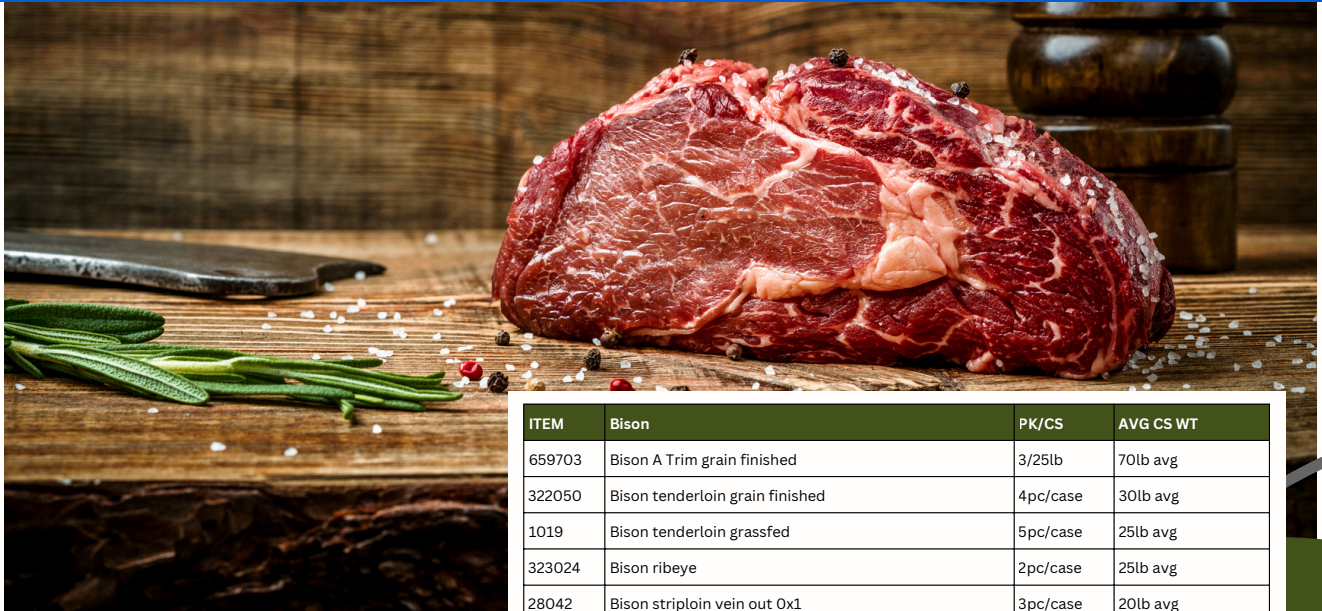 ITEM Bison PK/CS AVG CS WT
659703 Bison A Trim grain finished 3/25lb 70lb avg
322050 Bison tenderloin grain finished 4pc/case 30lb avg
1019 Bison tenderloin grassfed 5pc/case 25lb avg
323024 Bison ribeye 2pc/case 25lb avg
28042 Bison striploin vein out 0x1 3pc/case 20lb avg